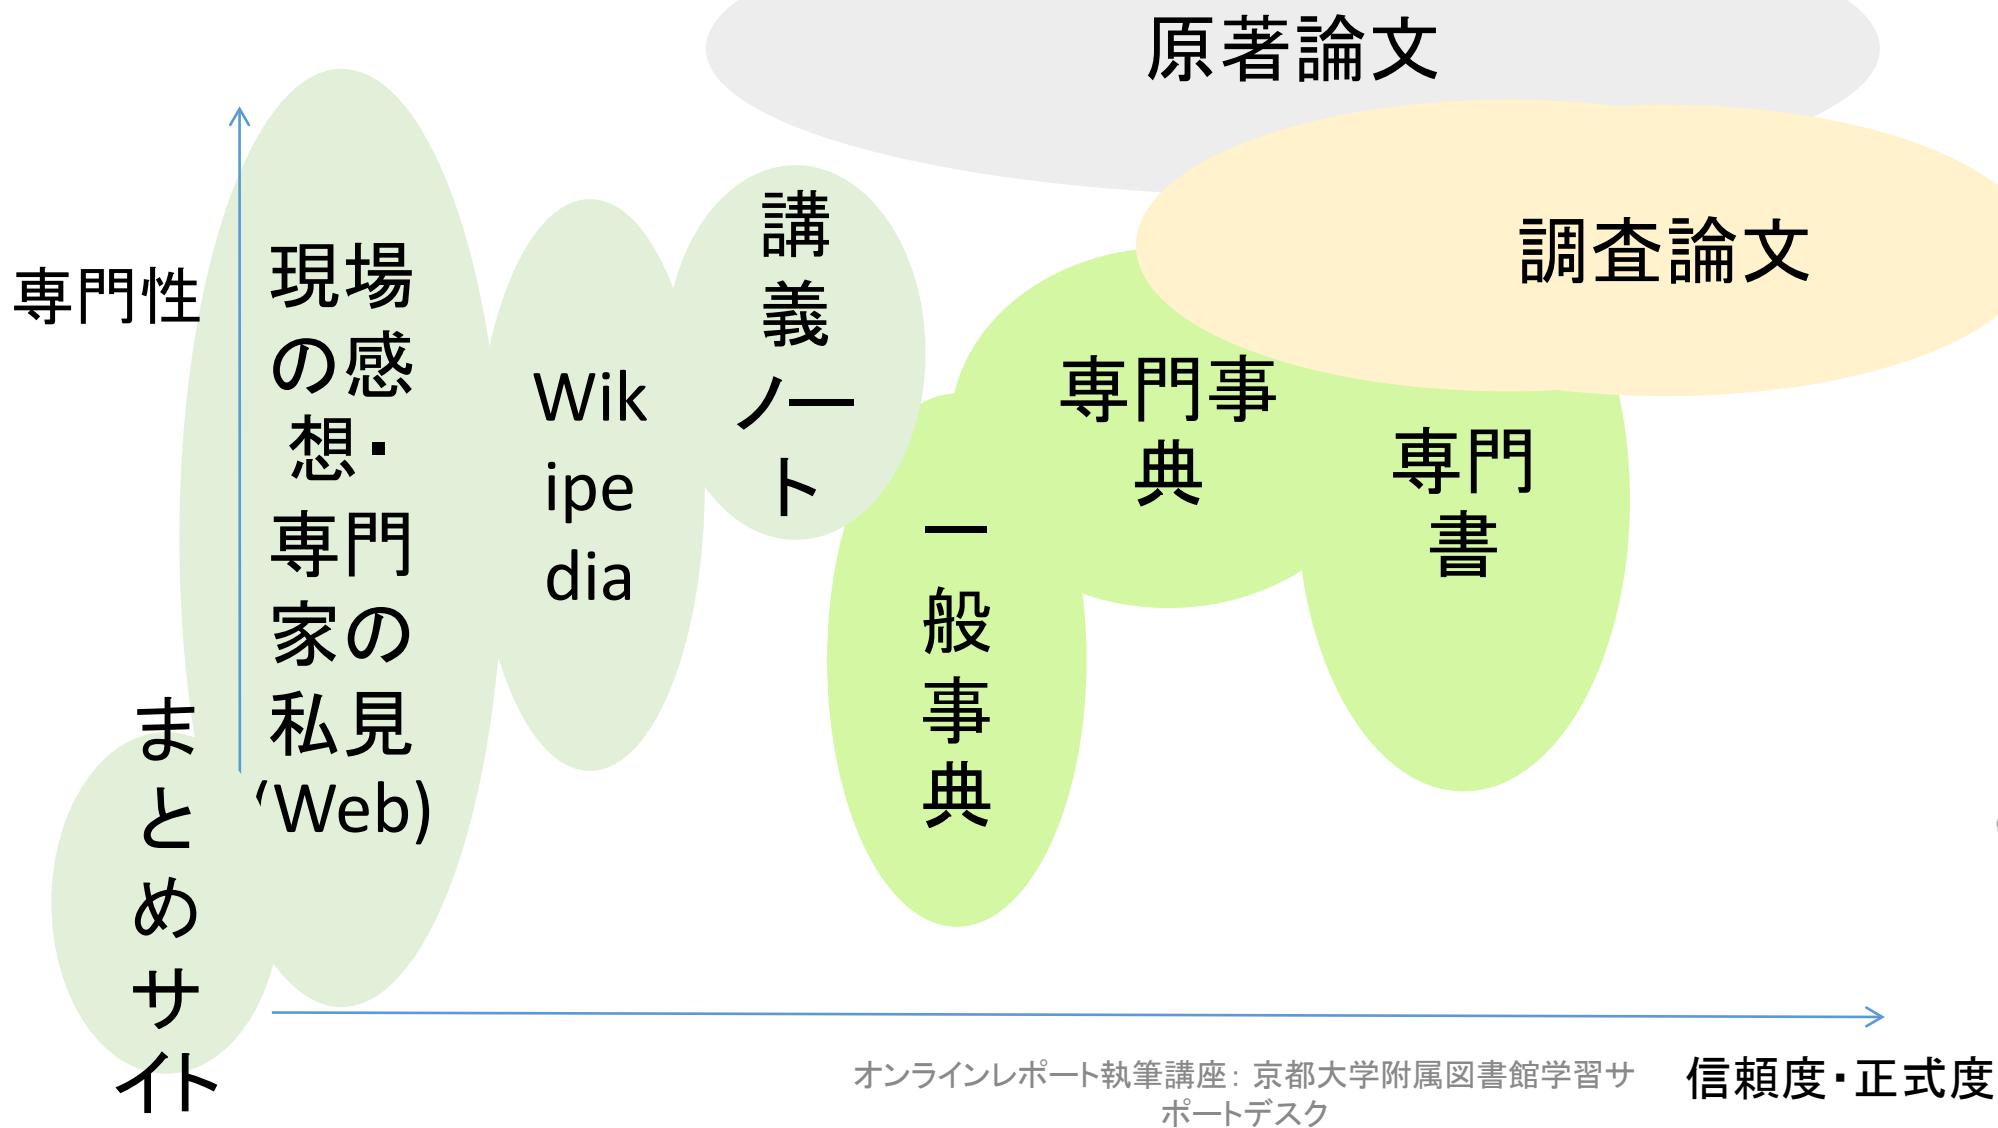 原著論文
調査論文
専門性
現場
の感
想・
専門
家の
私見
(Web)
Wik
ipe
dia
講
義
ノー
ト
専門事
典
専門
書
一
般
事
典
ま
と
め
サ
イト
信頼度・正式度
オンラインレポート執筆講座: 京都大学附属図書館学習サ
ポートデスク